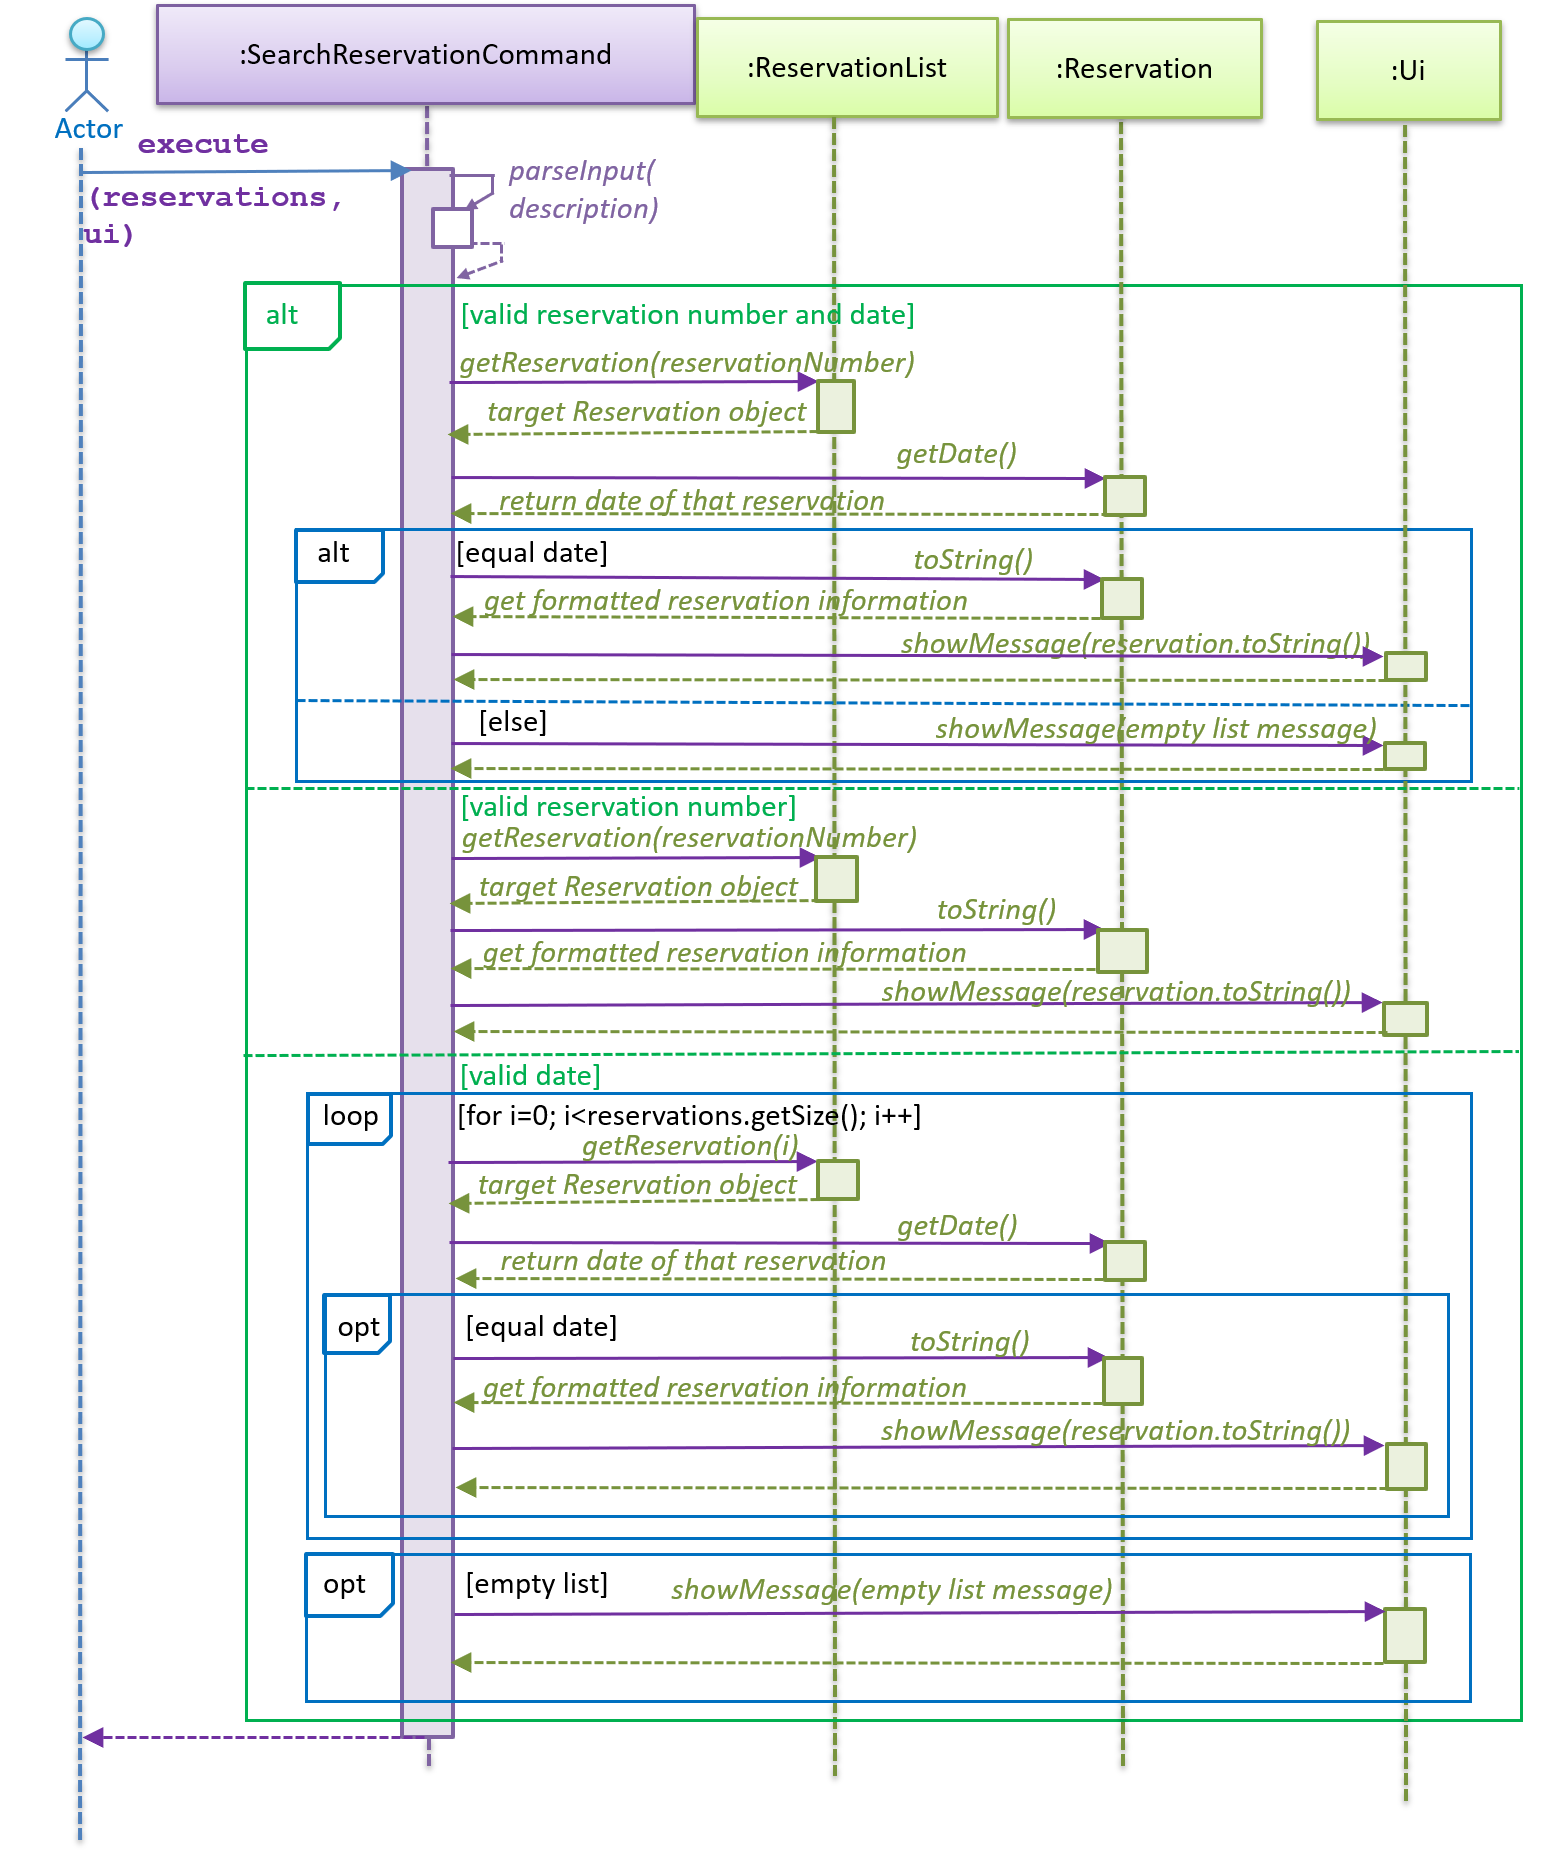 :SearchReservationCommand
:ReservationList
:Reservation
:Ui
Actor
execute
(reservations,
ui)
parseInput(
description)
alt
[valid reservation number and date]
getReservation(reservationNumber)
target Reservation object
getDate()
return date of that reservation
alt
[equal date]
toString()
get formatted reservation information
showMessage(reservation.toString())
[else]
showMessage(empty list message)
[valid reservation number]
getReservation(reservationNumber)
target Reservation object
toString()
get formatted reservation information
showMessage(reservation.toString())
[valid date]
loop
[for i=0; i<reservations.getSize(); i++]
getReservation(i)
target Reservation object
getDate()
return date of that reservation
opt
[equal date]
toString()
get formatted reservation information
showMessage(reservation.toString())
opt
[empty list]
showMessage(empty list message)